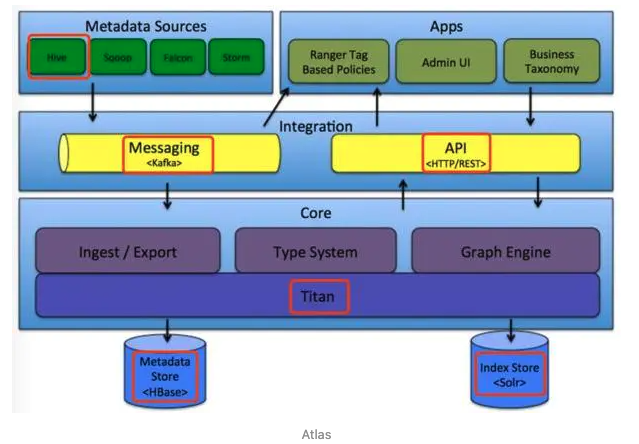 Metadata Sources
Apps
Hive
Sqoop
Falcon
Storm
Ranger Tag
Based Policies
Admin UI
Business
Taxonomy
Integration
Messaging
<Kafka>
API
<HTTP/REST>
Core
Ingest / Export
Type System
Graph Engine
Titan
Metadata
Store
<HBase>
Index Store
<Solr>
Atlas